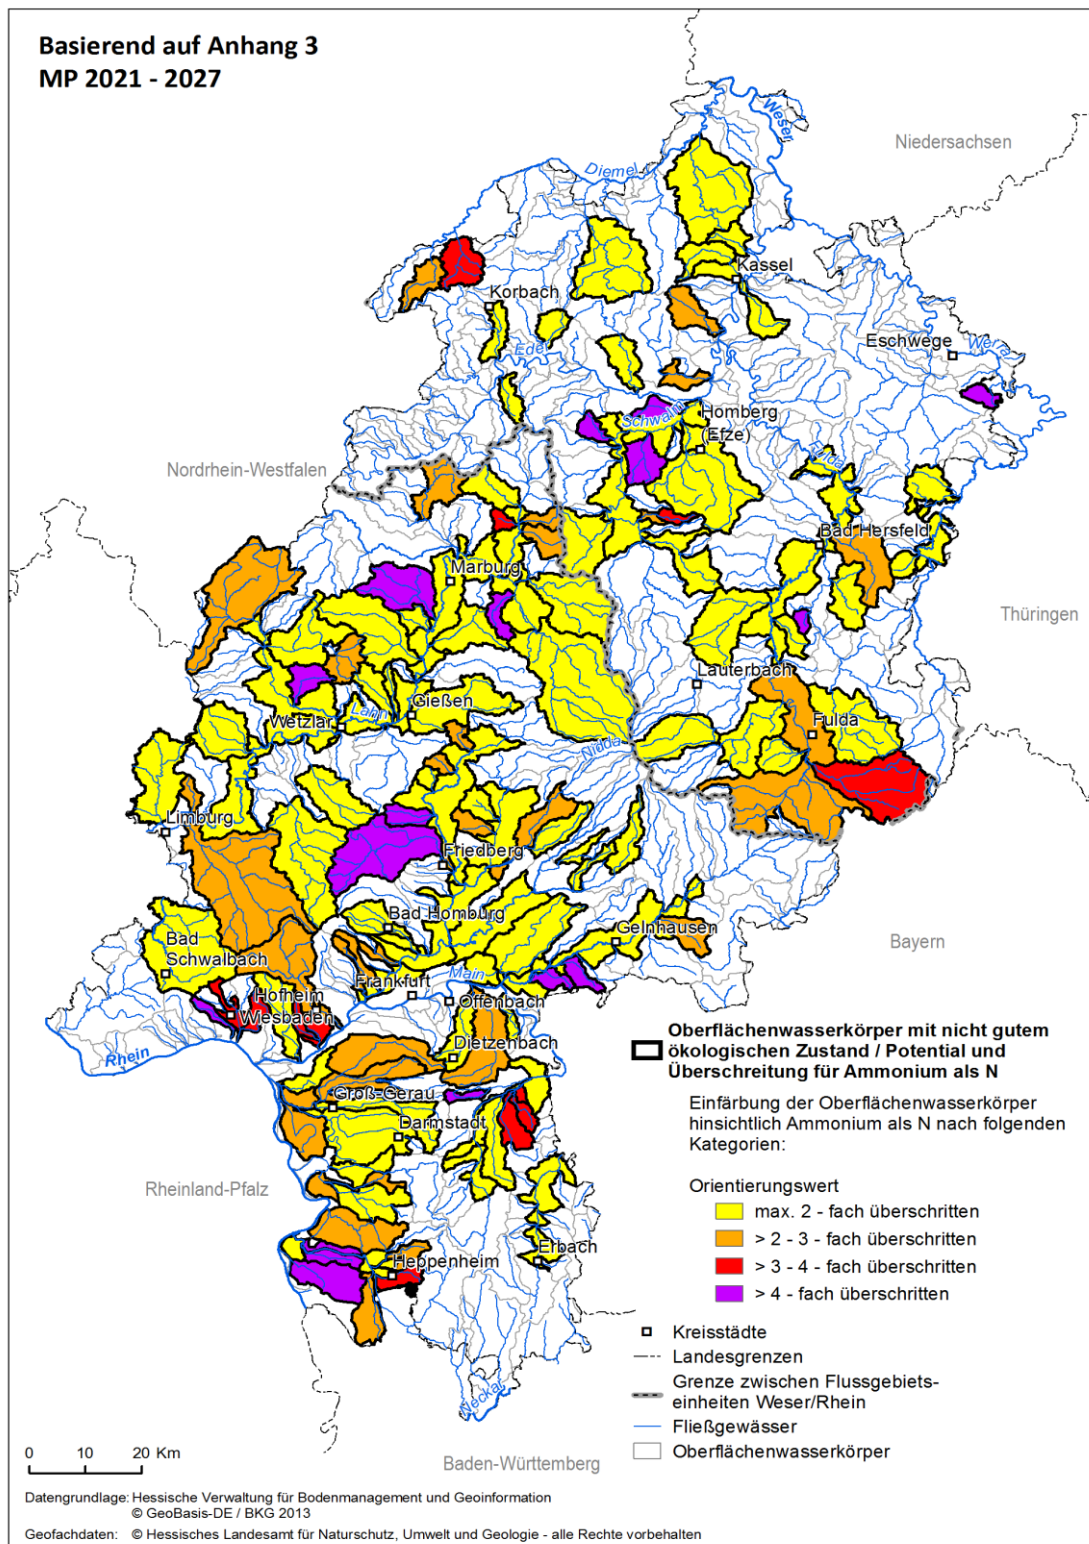 Basierend auf Anhang 3
MP 2021 - 2027
Weser
Niedersachsen
Diemel
Kassel
Korbach
Eder
Eschwege
Werra
Schwalm
Homberg
(Efze)
Fulda
Nordrhein-Westfalen
Bad Hersfeld
Marburg
Thüringen
Lauterbach
Gießen
Lahn
Wetzlar
Fulda
Nidda
Limburg
Friedberg
Bad Homburg
Gelnhausen
Bad
Schwalbach
Bayern
Main
Frankfurt
Hofheim
Offenbach
Wiesbaden
Rhein
Dietzenbach
Groß-Gerau
Darmstadt
Rheinland-Pfalz
Erbach
Heppenheim
Neckar
Baden-Württemberg
Oberflächenwasserkörper mit nicht gutem
ökologischen Zustand / Potential und
Überschreitung für Ammonium als N
Einfärbung der Oberflächenwasserkörper
hinsichtlich Ammonium als N nach folgenden
Kategorien:
Orientierungswert
max. 2 - fach überschritten
> 2 - 3 - fach überschritten
> 3 - 4 - fach überschritten
> 4 - fach überschritten
Kreisstädte
Landesgrenzen
Grenze zwischen Flussgebiets-
einheiten Weser/Rhein
Fließgewässer
Oberflächenwasserkörper
0 10 20 Km
Datengrundlage: Hessische Verwaltung für Bodenmanagement und Geoinformation
© GeoBasis-DE / BKG 2013
Geofachdaten: © Hessisches Landesamt für Naturschutz, Umwelt und Geologie - alle Rechte vorbehalten